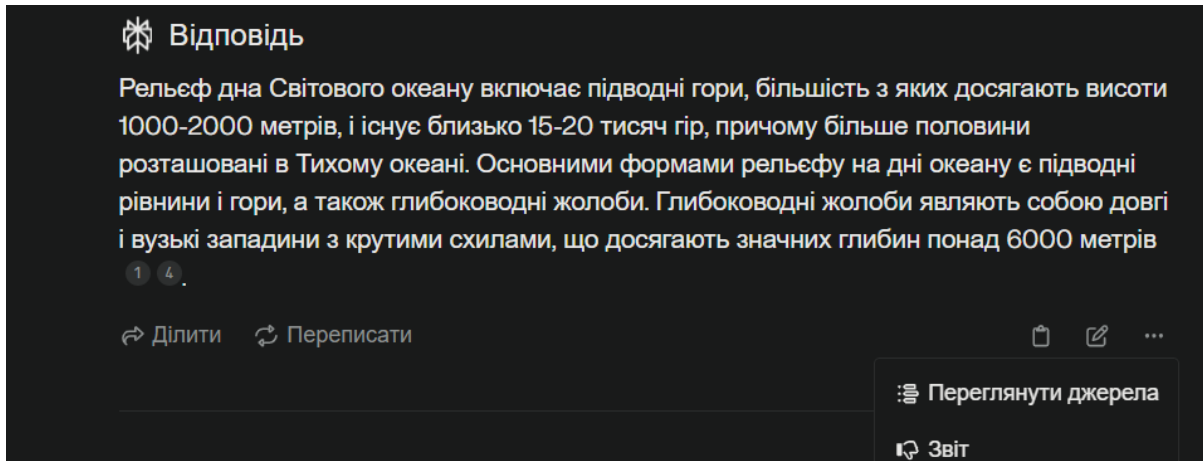 Відповідь
Рельєф дна Світового океану включає підводні гори, більшість з яких досягають висоти
1000-2000 метрів, і існує близько 15-20 тисяч гір, причому більше половини
розташовані в Тихому океані. Основними формами рельєфу на дні океану є підводні
рівнини і гори, а також глибоководні жолоби. Глибоководні жолоби являють собою довгі
і вузькі западини з крутими схилами, що досягають значних глибин понад 6000 метрів
1 4.
Ділити Переписати
Переглянути джерела
Звіт